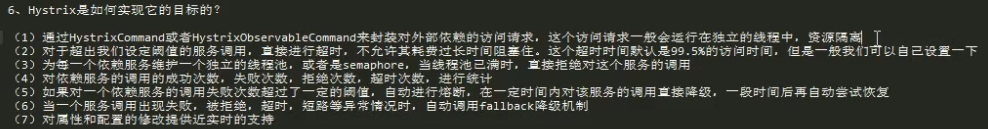 6、Hystrix是如何实现它的目标的?
（1）通过HystrixCommand或者HystrixObservableCommand来封装对外部依赖的访问请求，这个访问请求一般会运行在独立的线程中，资源隔离
（2）对于超出我们设定阈值的服务调用，直接进行超时，不允许其耗费过长时间阻塞住。这个超时时间默认是99.5%的访问时间，但是一般我们可以自己设置一下
（3）为每一个依赖服务维护一个独立的线程池，或者是semaphore，当线程池已满时，直接拒绝对这个服务的调用
（4）对依赖服务的调用的成功次数，失败次数，拒绝次数，超时次数，进行统计
（5）如果对一个依赖服务的调用失败次数超过了一定的阈值，自动进行熔断，在一定时间内对该服务的调用直接降级，一段时间后再自动尝试恢复
（6）当一个服务调用出现失败，被拒绝，超时，短路等异常情况时，自动调用fallback降级机制
（7）对属性和配置的修改提供近实时的支持